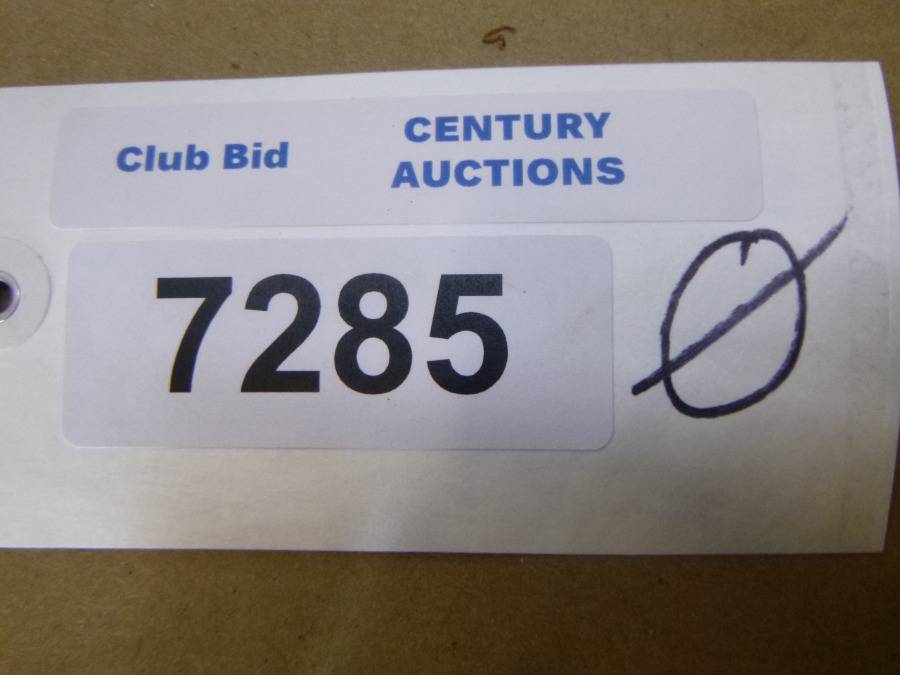 Club Bid
CENTURY
AUCTIONS
7285 Ø